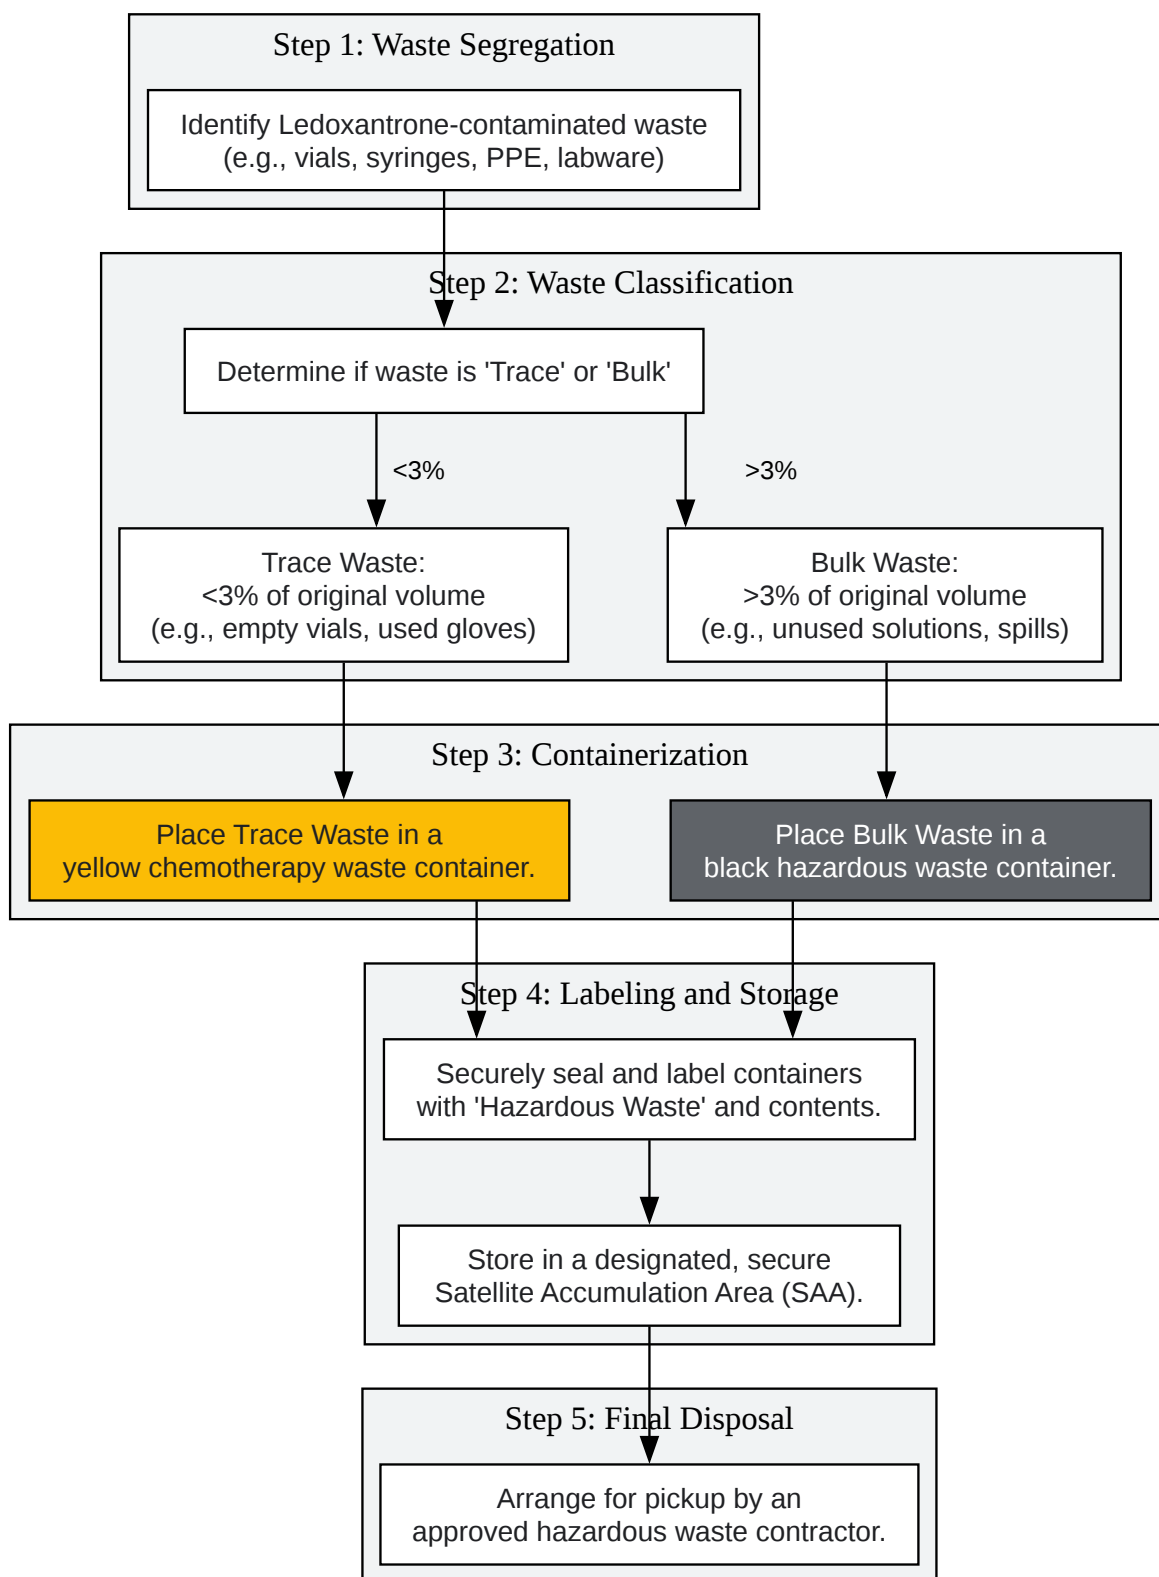 Step 1: Waste Segregation
Identify Ledoxantrone-contaminated waste
(e.g., vials, syringes, PPE, labware)
Step 2: Waste Classification
Determine if waste is 'Trace' or 'Bulk'
<3%
>3%
Trace Waste:
<3% of original volume
(e.g., empty vials, used gloves)
Bulk Waste:
>3% of original volume
(e.g., unused solutions, spills)
Step 3: Containerization
Place Trace Waste in a
yellow chemotherapy waste container.
Place Bulk Waste in a
black hazardous waste container.
Step 4: Labeling and Storage
Securely seal and label containers
with 'Hazardous Waste' and contents.
Store in a designated, secure
Satellite Accumulation Area (SAA).
Step 5: Final Disposal
Arrange for pickup by an
approved hazardous waste contractor.